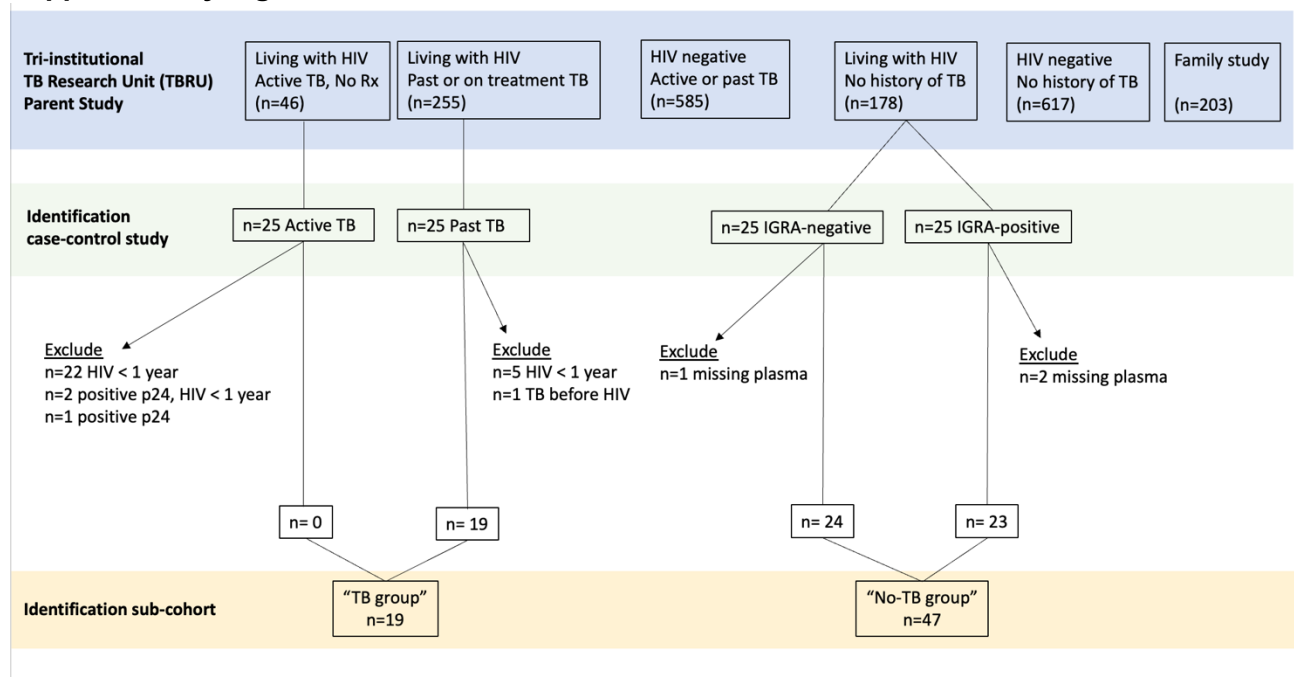 Tri-institutional
TB Research Unit (TBRU)
Parent Study
Living with HIV
Active TB, No Rx
(n=46)
Living with HIV
Past or on treatment TB
(n=255)
HIV negative
Active or past TB
(n=585)
Living with HIV
No history of TB
(n=178)
HIV negative
No history of TB
(n=617)
Family study
(n=203)
Identification
case-control study
n=25 Active TB
n=25 Past TB
n=25 IGRA-negative
n=25 IGRA-positive
Exclude
n=22 HIV < 1 year
n=2 positive p24, HIV < 1 year
n=1 positive p24
Exclude
n=5 HIV < 1 year
n=1 TB before HIV
Exclude
n=1 missing plasma
Exclude
n=2 missing plasma
n= 0
n= 19
n= 24
n= 23
Identification sub-cohort
“TB group”
n=19
“No-TB group”
n=47